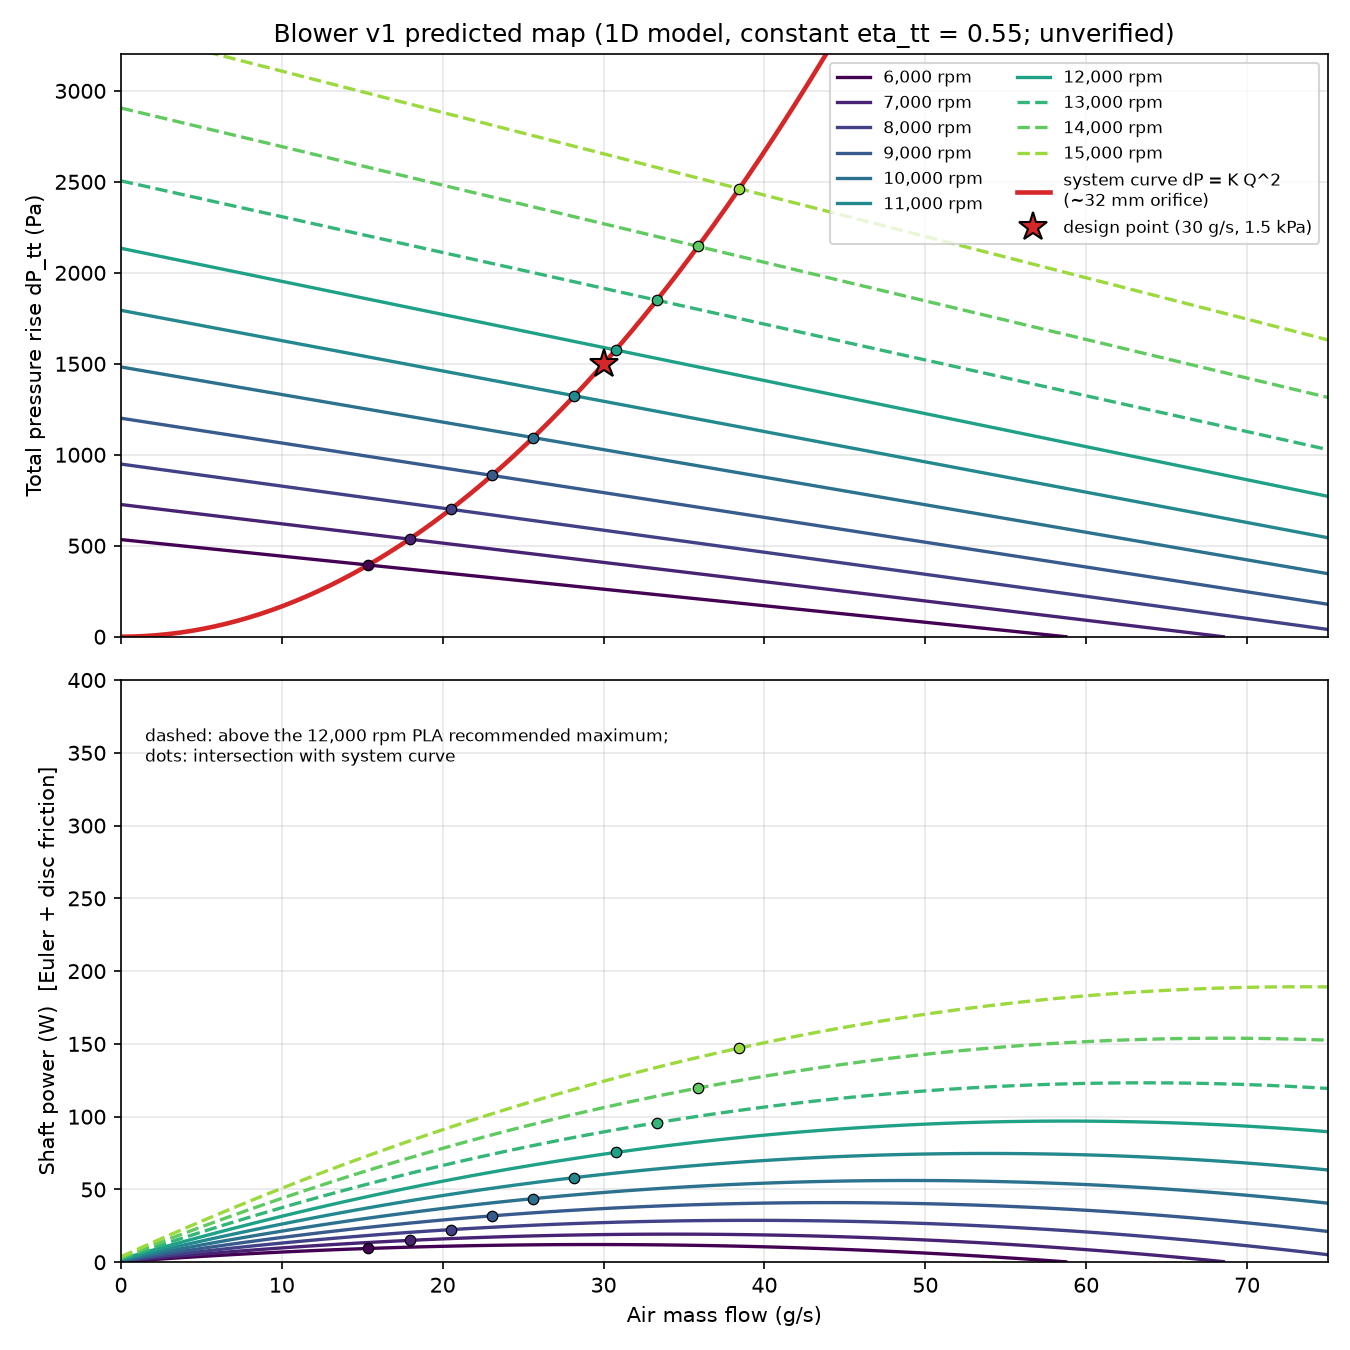 Blower v1 predicted map (1D model, constant eta_tt = 0.55; unverified)
Total pressure rise dP_tt (Pa)
3000
2500
2000
1500
1000
500
0
6,000 rpm
7,000 rpm
8,000 rpm
9,000 rpm
10,000 rpm
11,000 rpm
12,000 rpm
13,000 rpm
14,000 rpm
15,000 rpm
system curve dP = K Q^2
(~32 mm orifice)
design point (30 g/s, 1.5 kPa)
Shaft power (W)  [Euler + disc friction]
400
350
300
250
200
150
100
50
0
dashed: above the 12,000 rpm PLA recommended maximum;
dots: intersection with system curve
0 10 20 30 40 50 60 70
Air mass flow (g/s)